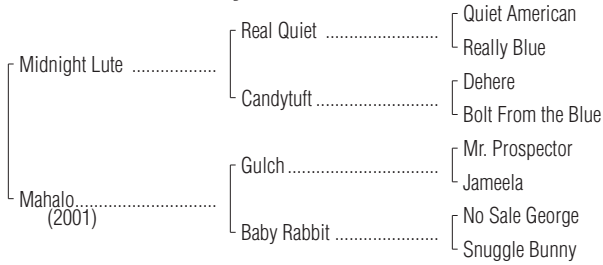 Quiet American
Real Quiet ....................
Really Blue
Midnight Lute ..................
Dehere
Candytuft ......................
Bolt From the Blue
Mr. Prospector
Gulch ...........................
Jameela
Mahalo..............................
(2001)
No Sale George
Baby Rabbit ...................
Snuggle Bunny